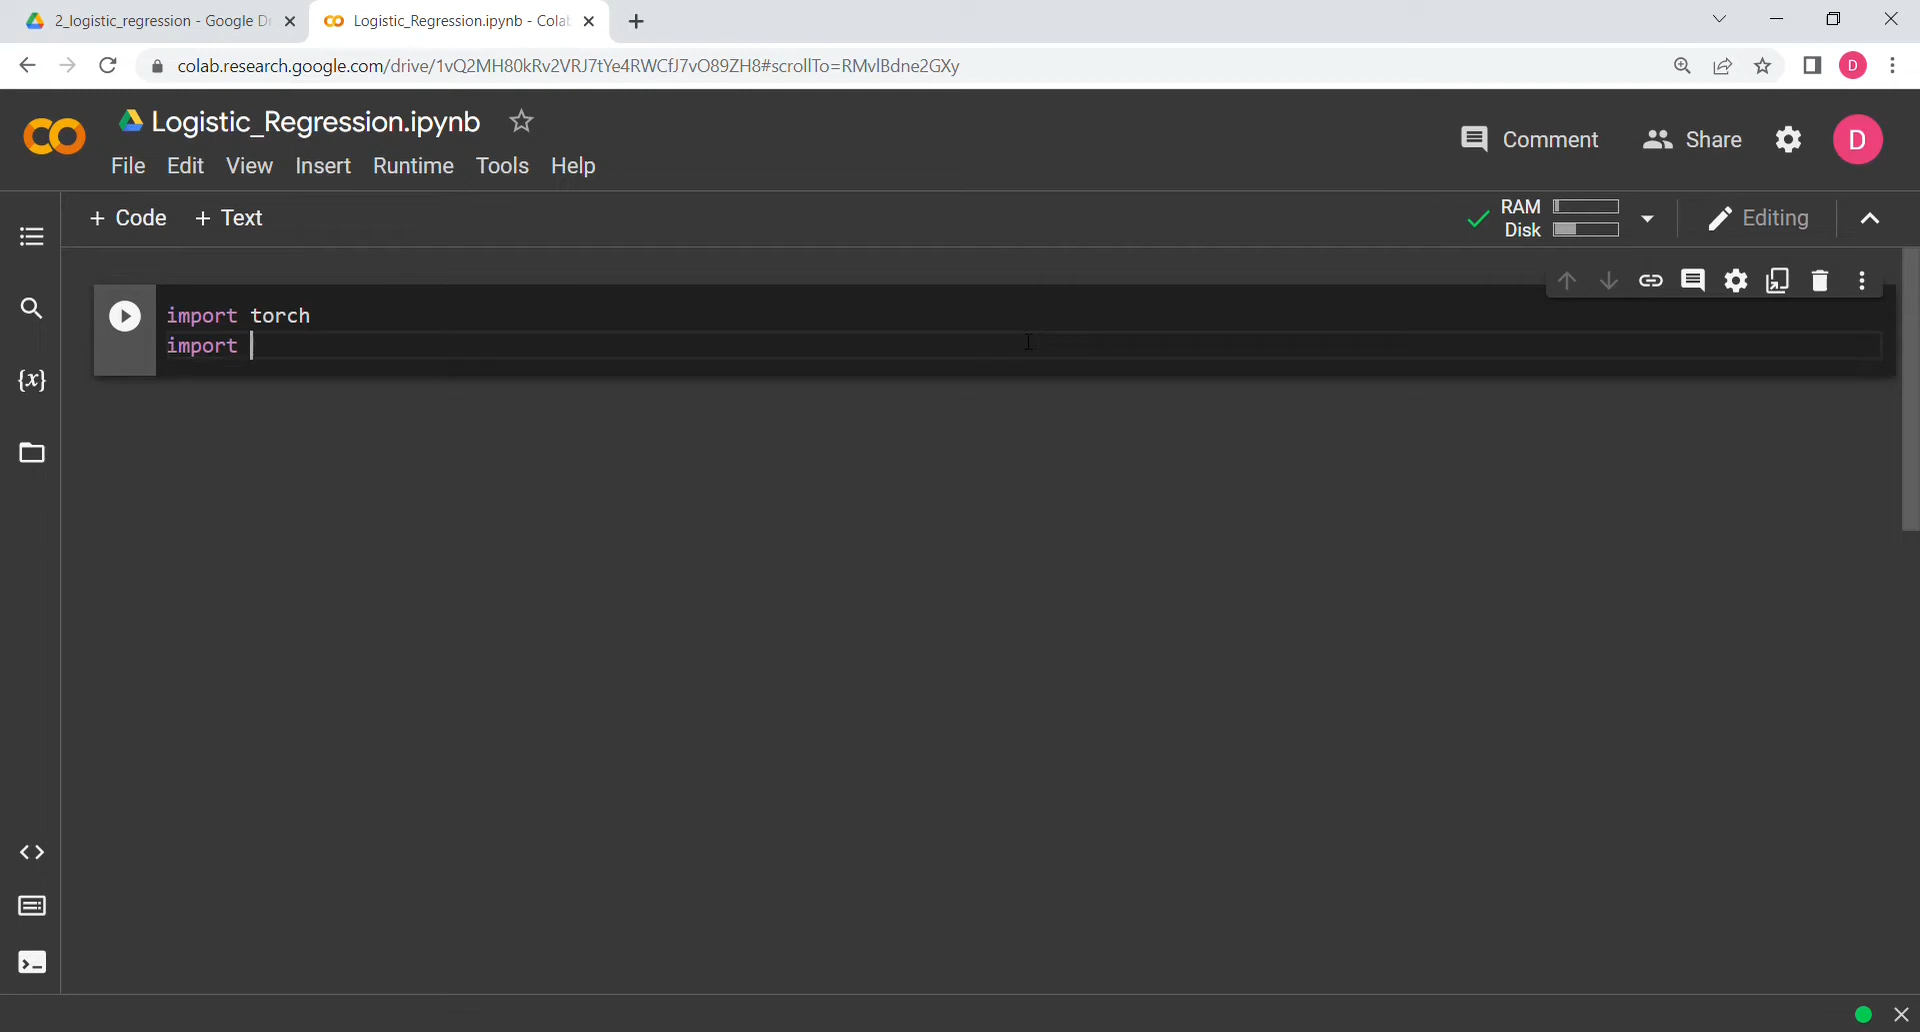 2_logistic_regression - Google D
Logistic_Regression.ipynb - Cola
colab.research.google.com/drive/1vQ2MH80kRv2VRJ7tYe4RWCfJ7vO89ZH8#scrollTo=RMvlBdne2GXy
D
Logistic_Regression.ipynb
File Edit View Insert Runtime Tools Help
Comment
Share
D
+ Code + Text
RAM
Disk
Editing
import torch
import
{x}